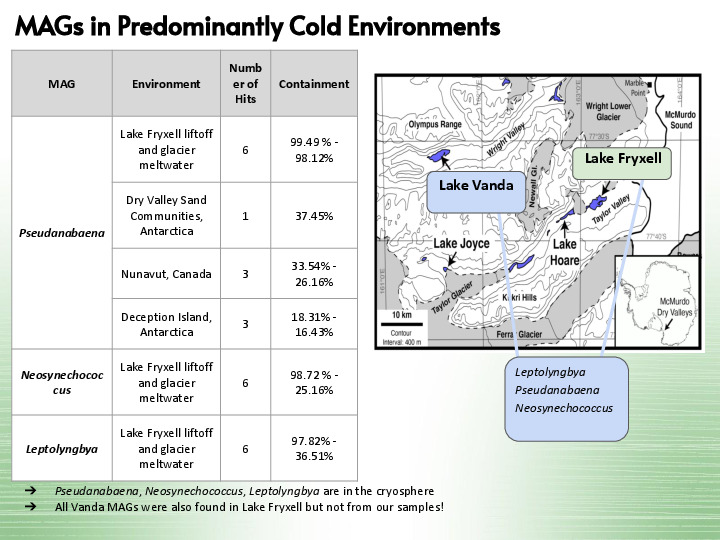 MAGs in Predominantly Cold Environments
MAG
Environment
Numb
er of
Hits
Containment
Pseudanabaena
Lake Fryxell liftoff
and glacier
meltwater
6
99.49 % -
98.12%
Dry Valley Sand
Communities,
Antarctica
1
37.45%
Nunavut, Canada
3
33.54% -
26.16%
Deception Island,
Antarctica
3
18.31% -
16.43%
Neosynechococ
cus
Lake Fryxell liftoff
and glacier
meltwater
6
98.72 % -
25.16%
Leptolyngbya
Lake Fryxell liftoff
and glacier
meltwater
6
97.82% -
36.51%
Marble
Point
Wright Lower
Glacier
McMurdo
Sound
Olympus Range
Wright Valley
77°30'S
Lake Fryxell
Lake Vanda
Newall Gl.
Taylor Valley
77°40'S
Lake Joyce
Lake
Hoare
Taylor Glacier
Kukri Hills
10 km
Contour
Interval: 400 m
Ferrar Glacier
McMurdo
Dry Valleys
Leptolyngbya
Pseudanabaena
Neosynechococcus
➔ Pseudanabaena, Neosynechococcus, Leptolyngbya are in the cryosphere
➔ All Vanda MAGs were also found in Lake Fryxell but not from our samples!